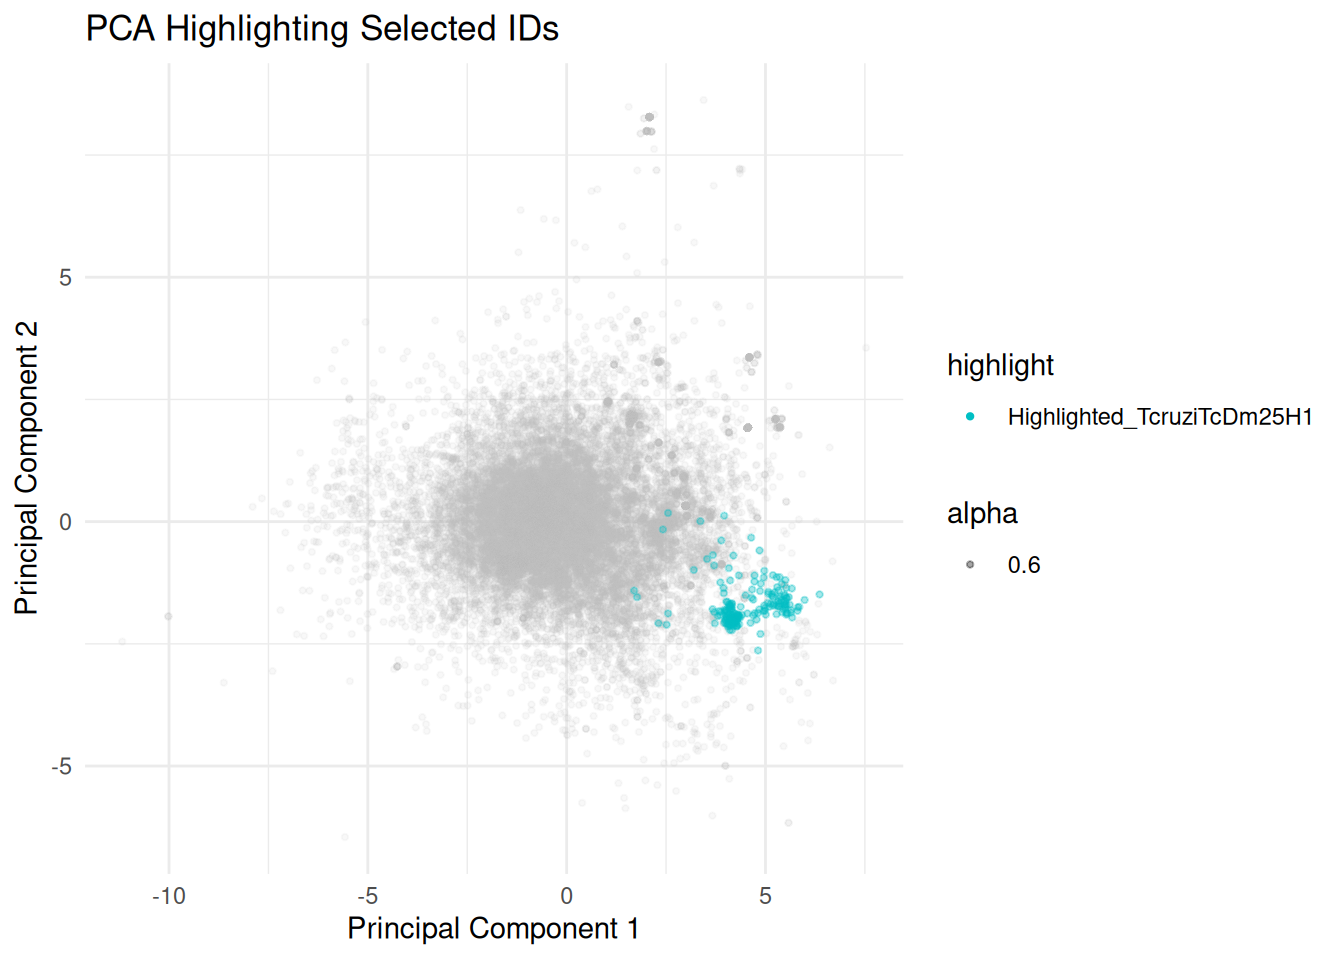 PCA Highlighting Selected IDs
Principal Component 2
5
0
-5
-10
-5
0
5
Principal Component 1
highlight
Highlighted_TcruziTcDm25H1
alpha
0.6